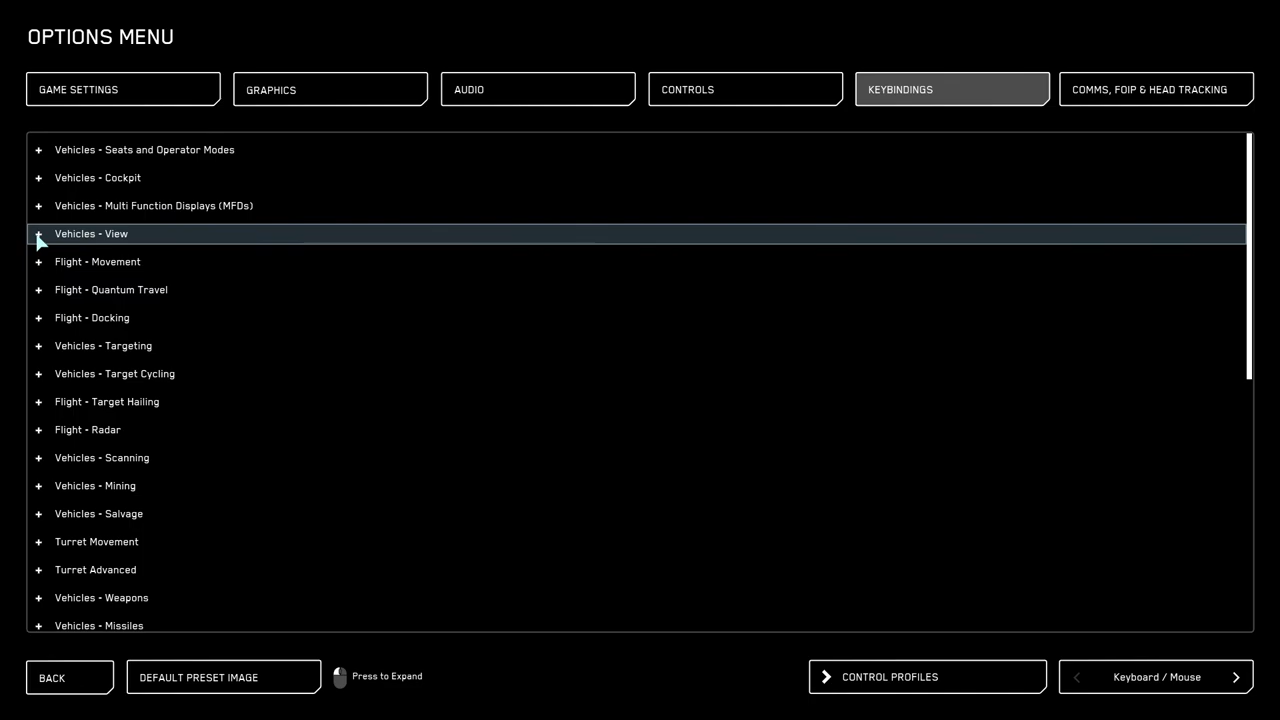 OPTIONS MENU
GAME SETTINGS
GRAPHICS
AUDIO
CONTROLS
KEYBINDINGS
COMMS, FOIP & HEAD TRACKING
+ Vehicles - Seats and Operator Modes
+ Vehicles - Cockpit
+ Vehicles - Multi Function Displays (MFDs)
+ Vehicles - View
+ Flight - Movement
+ Flight - Quantum Travel
+ Flight - Docking
+ Vehicles - Targeting
+ Vehicles - Target Cycling
+ Flight - Target Hailing
+ Flight - Radar
+ Vehicles - Scanning
+ Vehicles - Mining
+ Vehicles - Salvage
+ Turret Movement
+ Turret Advanced
+ Vehicles - Weapons
+ Vehicles - Missiles
BACK
DEFAULT PRESET IMAGE
Press to Expand
CONTROL PROFILES
Keyboard / Mouse